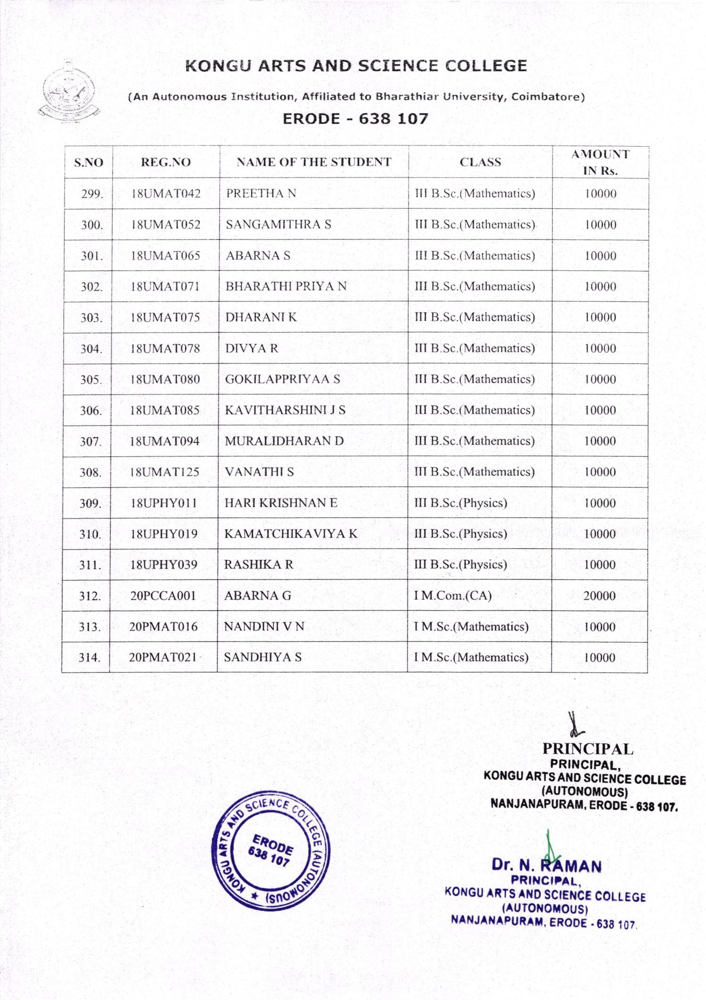 KONGU ARTS AND SCIENCE COLLEGE
(An Autonomous Institution, Affiliated to Bharathiar University, Coimbatore)
ERODE - 638 107
S.NO REG.NO NAME OF THE STUDENT CLASS AMOUNT IN Rs.
299. 18UMAT042 PREETHA N III B.Sc.(Mathematics) 10000
300. 18UMAT052 SANGAMITHRA S III B.Sc.(Mathematics) 10000
301. 18UMAT065 ABARNA S III B.Sc.(Mathematics) 10000
302. 18UMAT071 BHARATHI PRIYA N III B.Sc.(Mathematics) 10000
303. 18UMAT075 DHARANI K III B.Sc.(Mathematics) 10000
304. 18UMAT078 DIVYA R III B.Sc.(Mathematics) 10000
305. 18UMAT080 GOKILAPPRIYAA S III B.Sc.(Mathematics) 10000
306. 18UMAT085 KAVITHARSHINI J S III B.Sc.(Mathematics) 10000
307. 18UMAT094 MURALIDHARAN D III B.Sc.(Mathematics) 10000
308. 18UMAT125 VANATHI S III B.Sc.(Mathematics) 10000
309. 18UPHY011 HARI KRISHNAN E III B.Sc.(Physics) 10000
310. 18UPHY019 KAMATCHIKAVIYA K III B.Sc.(Physics) 10000
311. 18UPHY039 RASHIKA R III B.Sc.(Physics) 10000
312. 20PCCA001 ABARNA G I M.Com.(CA) 20000
313. 20PMAT016 NANDINI V N I M.Sc.(Mathematics) 10000
314. 20PMAT021 SANDHIYA S I M.Sc.(Mathematics) 10000
PRINCIPAL
PRINCIPAL,
KONGU ARTS AND SCIENCE COLLEGE
(AUTONOMOUS)
NANJANAPURAM, ERODE - 638 107.
KONGU ARTS AND SCIENCE COLLEGE (AUTONOMOUS) ★
ERODE
638 107
Dr. N. RAMAN
PRINCIPAL,
KONGU ARTS AND SCIENCE COLLEGE
(AUTONOMOUS)
NANJANAPURAM, ERODE - 638 107.